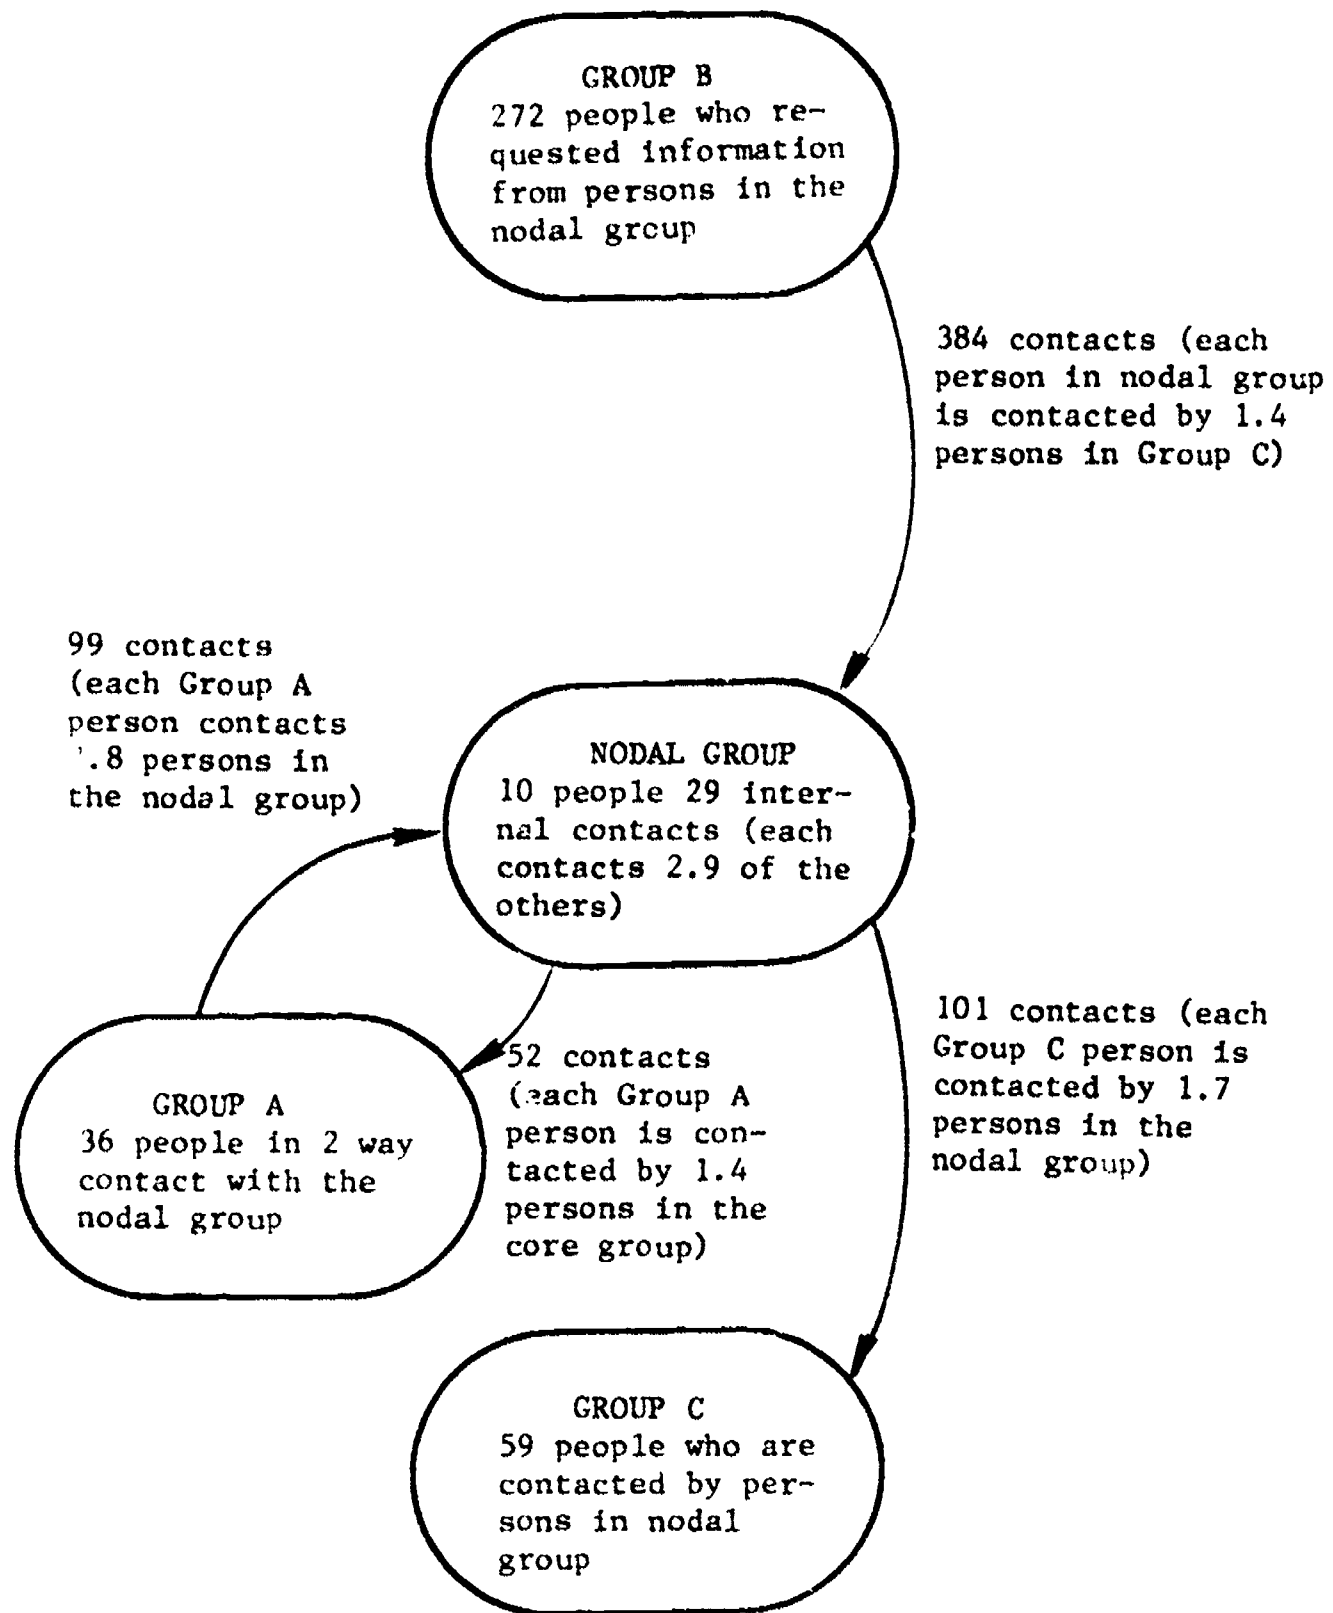 GROUP B
272 people who re-
quested information
from persons in the
nodal group
384 contacts (each
person in nodal group
is contacted by 1.4
persons in Group C)
99 contacts
(each Group A
person contacts
.8 persons in
the nodal group)
NODAL GROUP
10 people 29 inter-
nal contacts (each
contacts 2.9 of the
others)
52 contacts
(each Group A
person is con-
tacted by 1.4
persons in the
core group)
101 contacts (each
Group C person is
contacted by 1.7
persons in the
nodal group)
GROUP A
36 people in 2 way
contact with the
nodal group
GROUP C
59 people who are
contacted by per-
sons in nodal
group